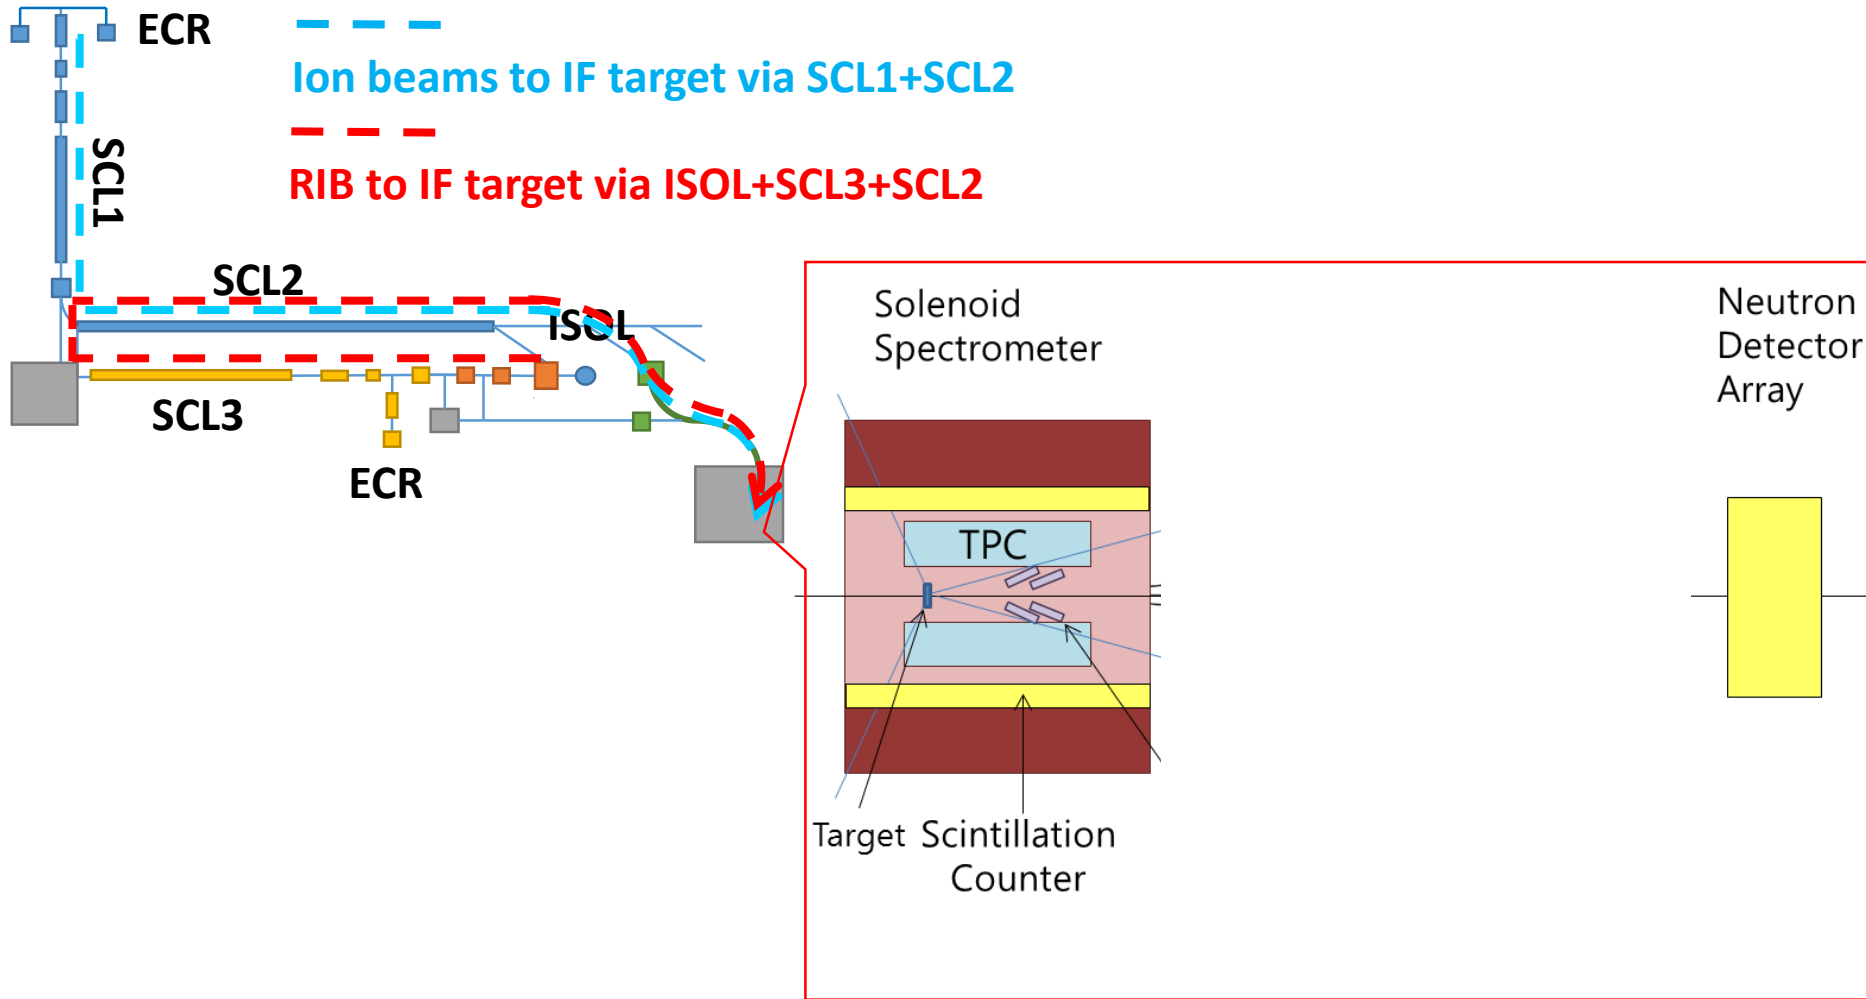 ECR
Ion beams to IF target via SCL1+SCL2
RIB to IF target via ISOL+SCL3+SCL2
SCL1
SCL2
ISOL
SCL3
ECR
Solenoid
Spectrometer
Neutron
Detector
Array
TPC
Target
Scintillation
Counter